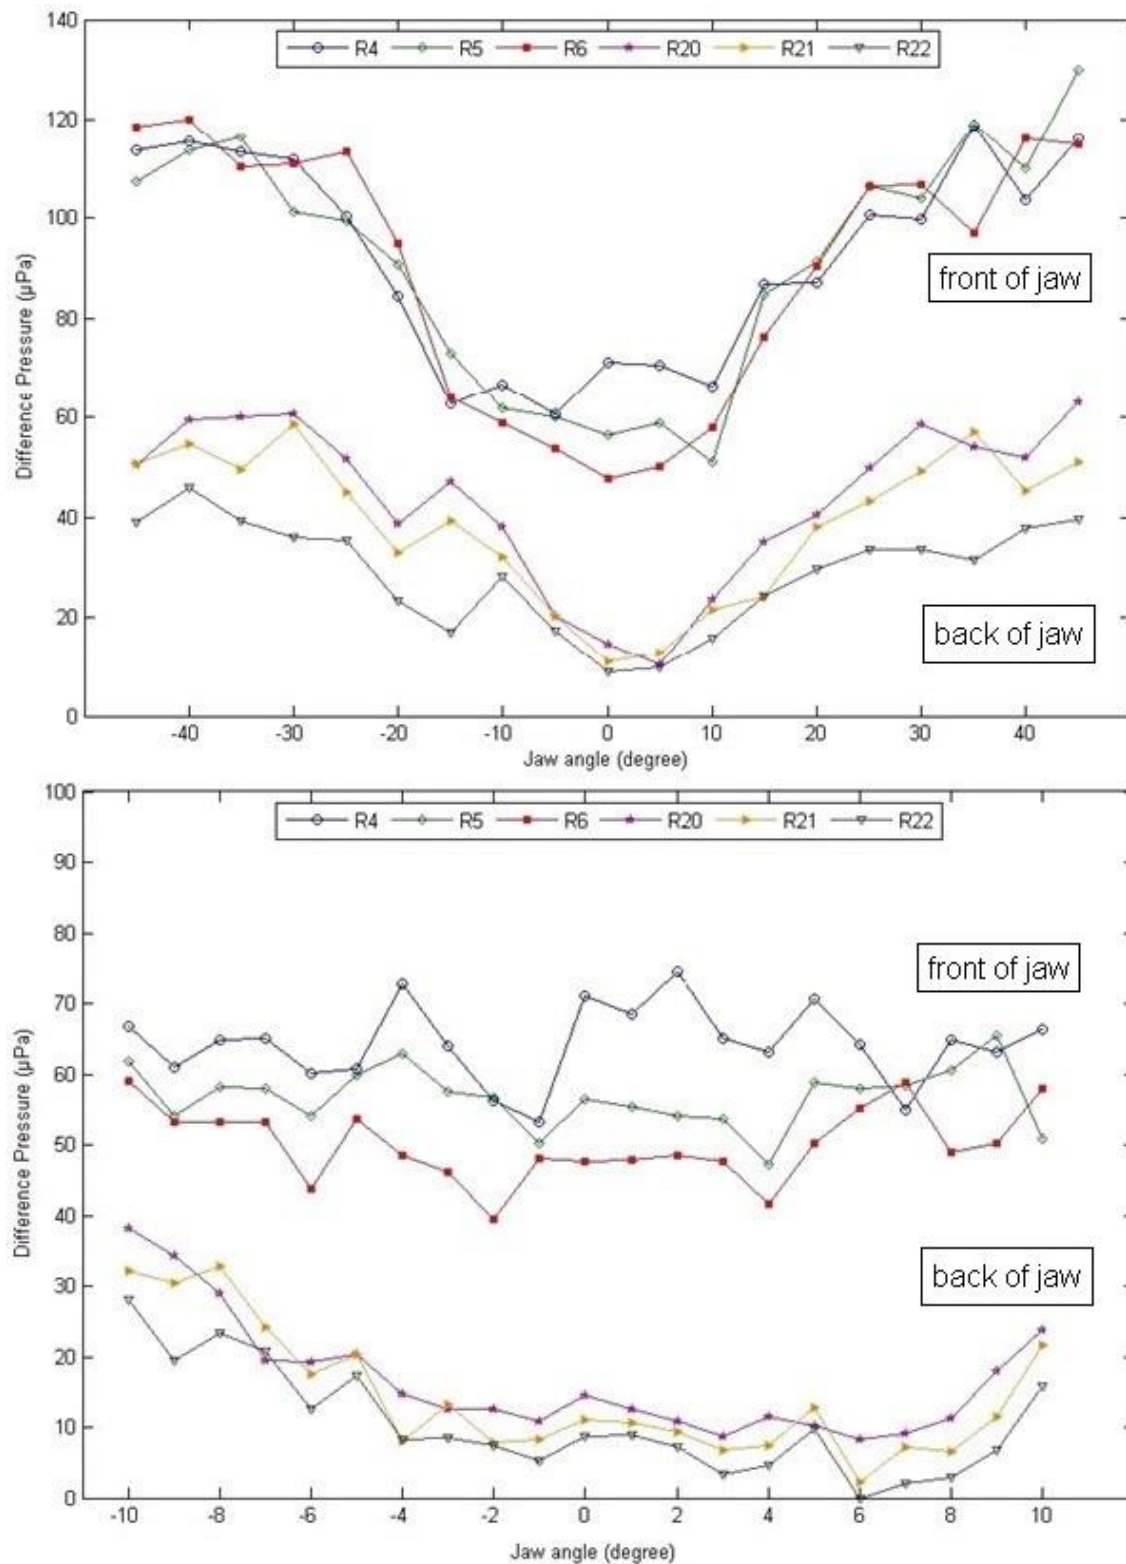 140
120
100
80
60
40
20
0
Difference Pressure (µPa)
R4 R5 R6 R20 R21 R22
front of jaw
back of jaw
-40 -30 -20 -10 0 10 20 30 40
Jaw angle (degree)
100
90
80
70
60
50
40
30
20
10
0
Difference Pressure (µPa)
R4 R5 R6 R20 R21 R22
front of jaw
back of jaw
-10 -8 -6 -4 -2 0 2 4 6 8 10
Jaw angle (degree)